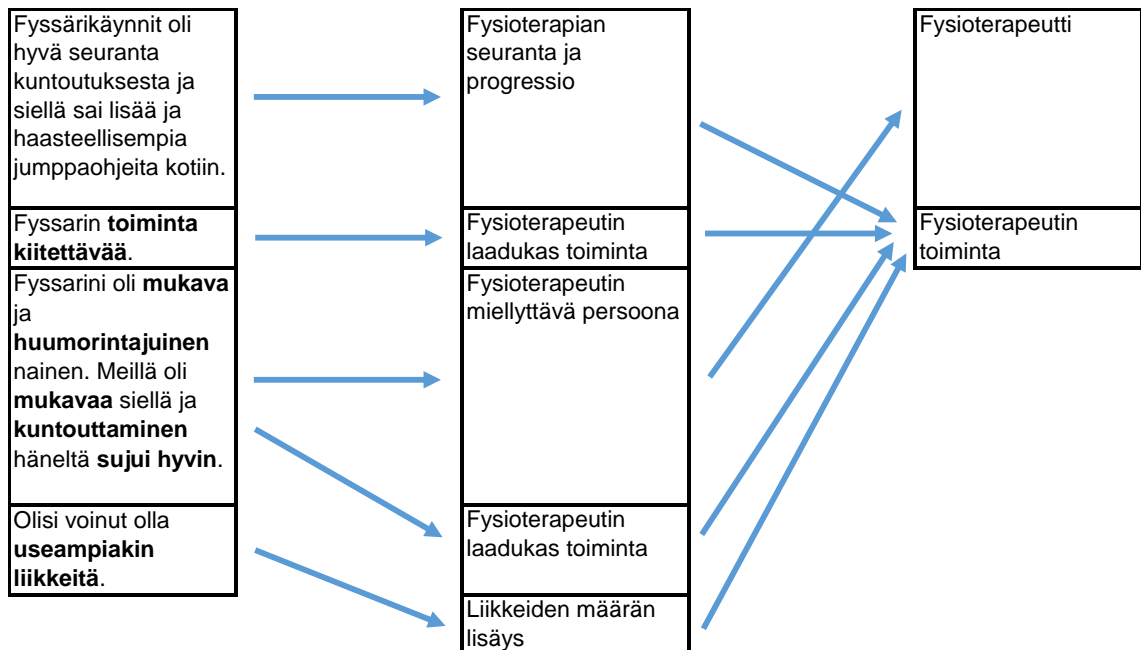 Fyssärikäynnit oli
hyvä seuranta
kuntoutuksesta ja
siellä sai lisää ja
haasteellisempia
jumppaohjeita kotiin.
Fyssarin toiminta
kiitettävää.
Fyssarini oli mukava
ja
huumorintajuinen
nainen. Meillä oli
mukavaa siellä ja
kuntouttaminen
häneltä sujui hyvin.
Olisi voinut olla
useampiakin
liikkeitä.
Fysioterapian
seuranta ja
progressio
Fysioterapeutin
laadukas toiminta
Fysioterapeutin
miellyttävä persoona
Fysioterapeutin
laadukas toiminta
Liikkeiden määrän
lisäys
Fysioterapeutti
Fysioterapeutin
toiminta